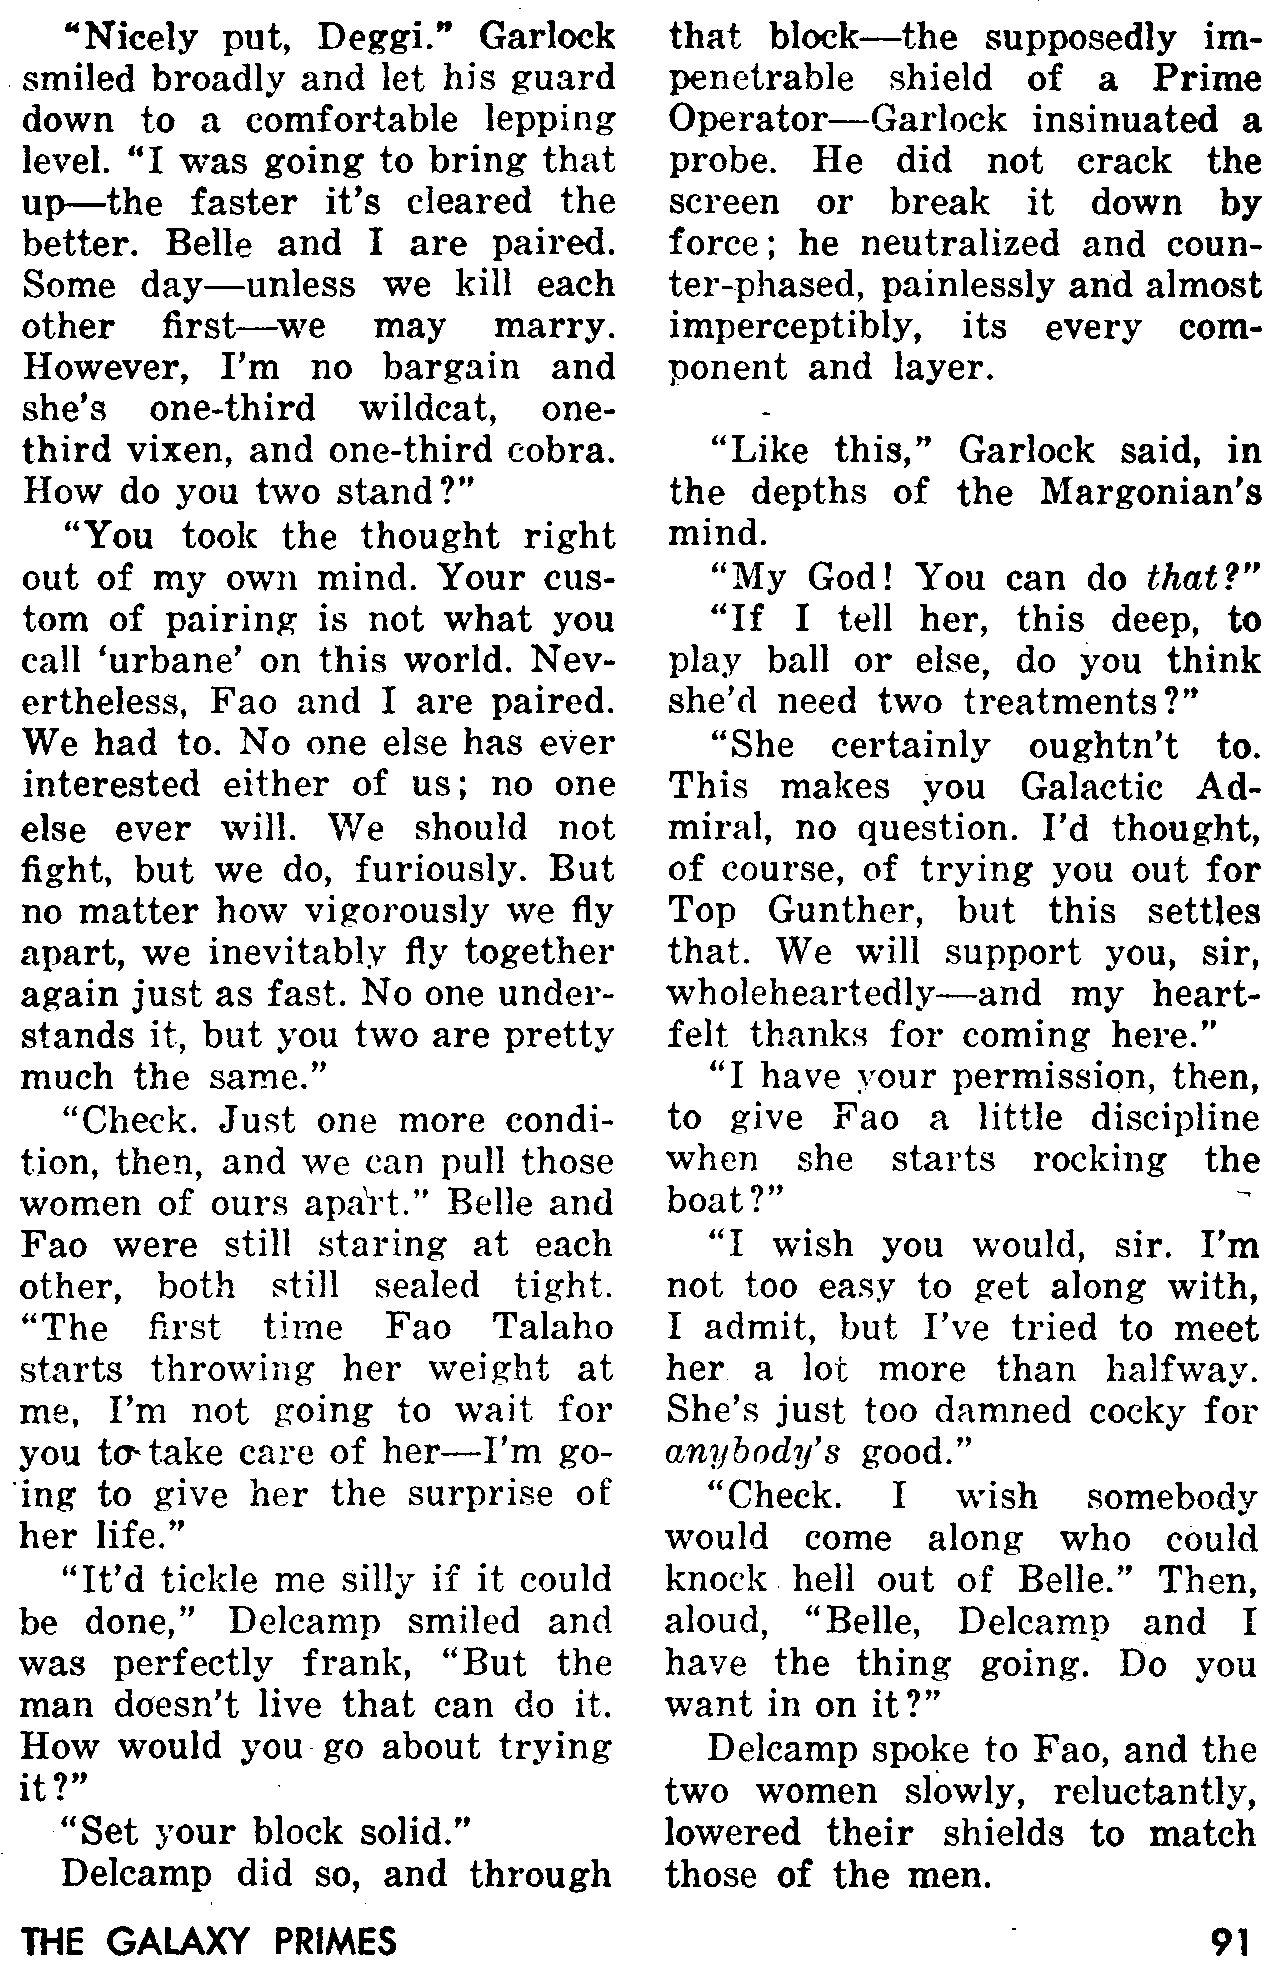 “Nicely put, Deggi.” Garlock
smiled broadly and let his guard
down to a comfortable lepping
level. “I was going to bring that
up—the faster it’s cleared the
better. Belle and I are paired.
Some day—unless we kill each
other first—we may marry.
However, I’m no bargain and
she’s one-third wildcat, one-
third vixen, and one-third cobra.
How do you two stand?”
“You took the thought right
out of my own mind. Your cus-
tom of pairing is not what you
call ‘urbane’ on this world. Nev-
ertheless, Fao and I are paired.
We had to. No one else has ever
interested either of us; no one
else ever will. We should not
fight, but we do, furiously. But
no matter how vigorously we fly
apart, we inevitably fly together
again just as fast. No one under-
stands it, but you two are pretty
much the same.”
“Check. Just one more condi-
tion, then, and we can pull those
women of ours apart.” Belle and
Fao were still staring at each
other, both still sealed tight.
“The first time Fao Talaho
starts throwing her weight at
me, I’m not going to wait for
you to take care of her—I’m go-
ing to give her the surprise of
her life.”
“It’d tickle me silly if it could
be done,” Delcamp smiled and
was perfectly frank, “But the
man doesn’t live that can do it.
How would you go about trying
it?”
“Set your block solid.”
Delcamp did so, and through
that block—the supposedly im-
penetrable shield of a Prime
Operator—Garlock insinuated a
probe. He did not crack the
screen or break it down by
force; he neutralized and coun-
ter-phased, painlessly and almost
imperceptibly, its every com-
ponent and layer.
“Like this,” Garlock said, in
the depths of the Margonian’s
mind.
“My God! You can do that?”
“If I tell her, this deep, to
play ball or else, do you think
she’d need two treatments?”
“She certainly oughtn’t to.
This makes you Galactic Ad-
miral, no question. I’d thought,
of course, of trying you out for
Top Gunther, but this settles
that. We will support you, sir,
wholeheartedly—and my heart-
felt thanks for coming here.”
“I have your permission, then,
to give Fao a little discipline
when she starts rocking the
boat?”
“I wish you would, sir. I’m
not too easy to get along with,
I admit, but I’ve tried to meet
her a lot more than halfway.
She’s just too damned cocky for
anybody’s good.”
“Check. I wish somebody
would come along who could
knock hell out of Belle.” Then,
aloud, “Belle, Delcamp and I
have the thing going. Do you
want in on it?”
Delcamp spoke to Fao, and the
two women slowly, reluctantly,
lowered their shields to match
those of the men.
THE GALAXY PRIMES
91